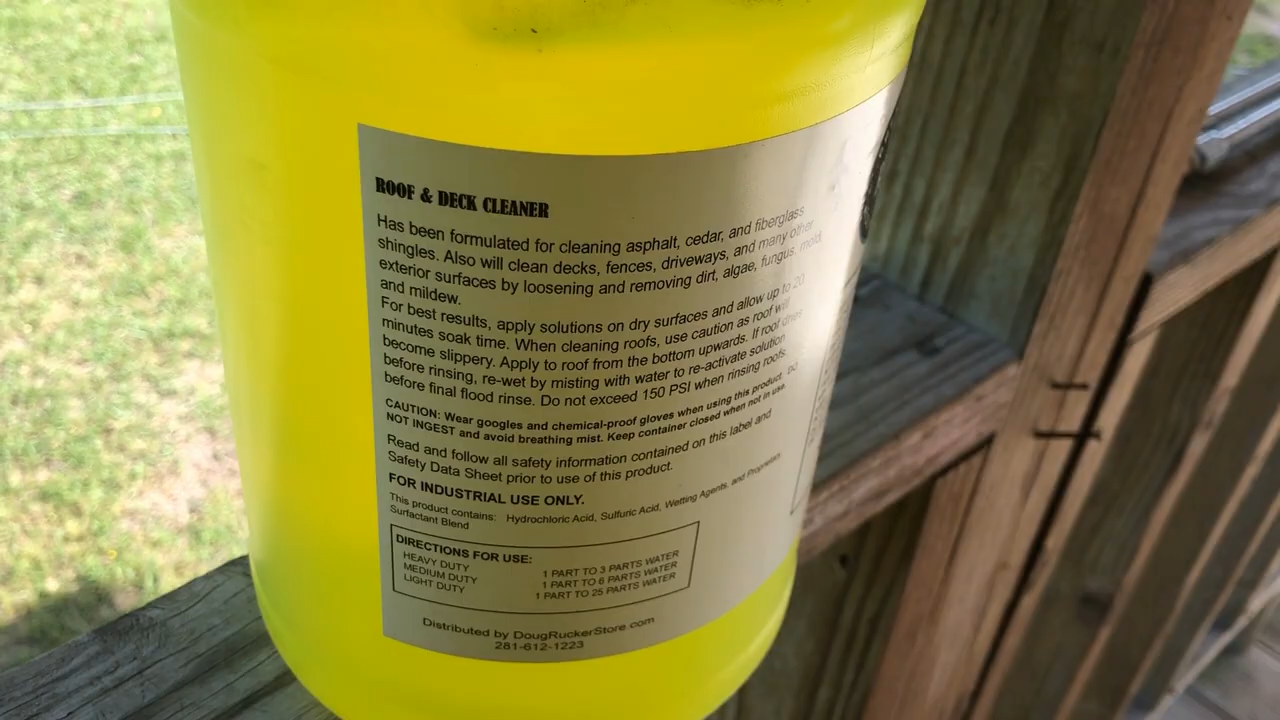 ROOF & DECK CLEANER
Has been formulated for cleaning asphalt, cedar, and fiberglass
shingles. Also will clean decks, fences, driveways, and many other
exterior surfaces by loosening and removing dirt, algae, fungus, mold,
and mildew.
For best results, apply solutions on dry surfaces and allow up to 20
minutes soak time. When cleaning roofs, use caution as roof will
become slippery. Apply to roof from the bottom upwards. If roof dries
before rinsing, re-wet by misting with water to re-activate solution
before final flood rinse. Do not exceed 150 PSI when rinsing roofs.
CAUTION: Wear googles and chemical-proof gloves when using this product. DO
NOT INGEST and avoid breathing mist. Keep container closed when not in use.
Read and follow all safety information contained on this label and
Safety Data Sheet prior to use of this product.
FOR INDUSTRIAL USE ONLY.
This product contains: Hydrochloric Acid, Sulfuric Acid, Wetting Agents, and Proprietary
Surfactant Blend
DIRECTIONS FOR USE:
HEAVY DUTY 1 PART TO 3 PARTS WATER
MEDIUM DUTY 1 PART TO 6 PARTS WATER
LIGHT DUTY 1 PART TO 25 PARTS WATER
Distributed by DougRuckerStore.com
281-612-1223